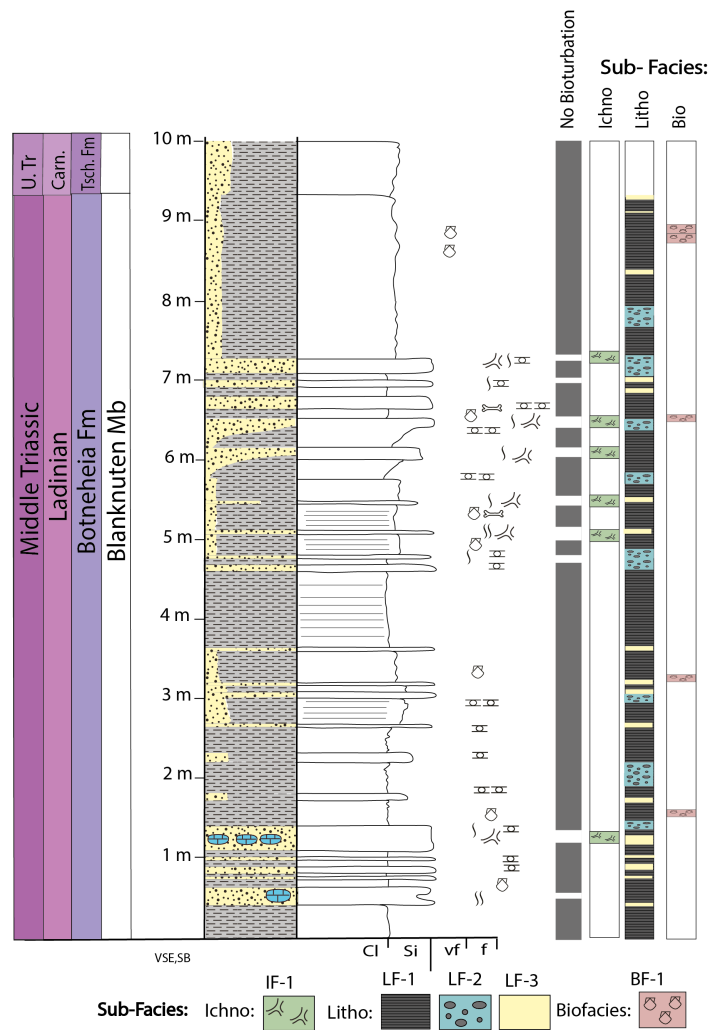 Sub- Facies:
No Bioturbation
Ichno
Litho
Bio
U. Tr
Carn.
Tsch. Fm
Middle Triassic
Ladinian
Botneheia Fm
Blanknuten Mb
10 m
9 m
8 m
7 m
6 m
5 m
4 m
3 m
2 m
1 m
Cl Si vf f
VSE,SB
IF-1 LF-1 LF-2 LF-3 BF-1
Sub-Facies: Ichno: Litho: Biofacies: